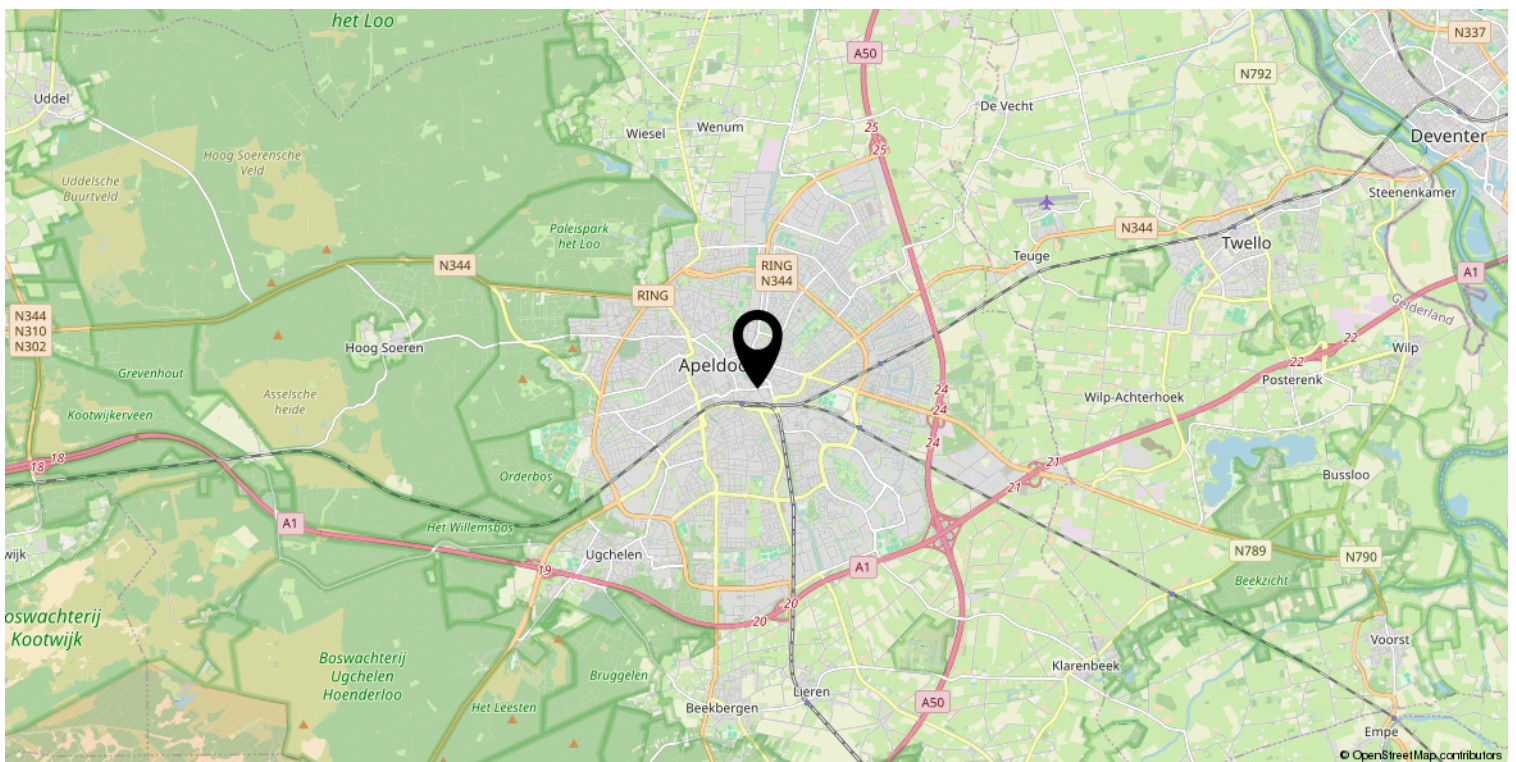 het Loo
N337
A50
N792
Uddel
De Vecht
25
Wiesel
Wenum
Deventer
25
Hoog Soerensche
Veld
Uddelsche
Buurtveld
Steenenkamer
Paleispark
het Loo
N344
Twello
Teuge
N344
RING
N344
A1
RING
Gelderland
N344
N310
N302
22
Hoog Soeren
22
Wilp
Grevenhout
Posterenk
24
Asselsche
heide
Wilp-Achterhoek
24
Kootwijkerveen
24
18
18
21
Orderbos
Bussloo
21
A1
Het Willemsbos
wijk
Ugchelen
N789
N790
19
A1
Beekzicht
20
oswachterij
Kootwijk
20
Voorst
Boswachterij
Ugchelen
Hoenderloo
Klarenbeek
Bruggelen
Lieren
Het Leesten
Beekbergen
A50
Empe
© OpenStreetMap contributors